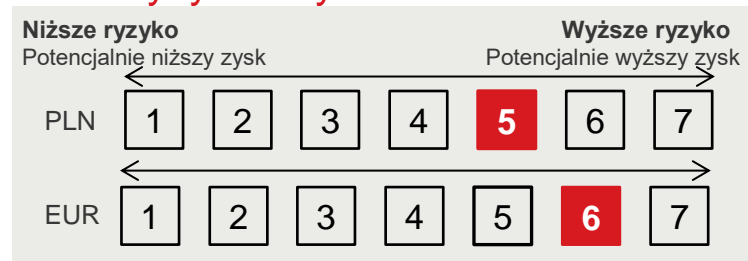 Niższe ryzyko Wyższe ryzyko
Potencjalnie niższy zysk Potencjalnie wyższy zysk
PLN 1 2 3 4 5 6 7
EUR 1 2 3 4 5 6 7